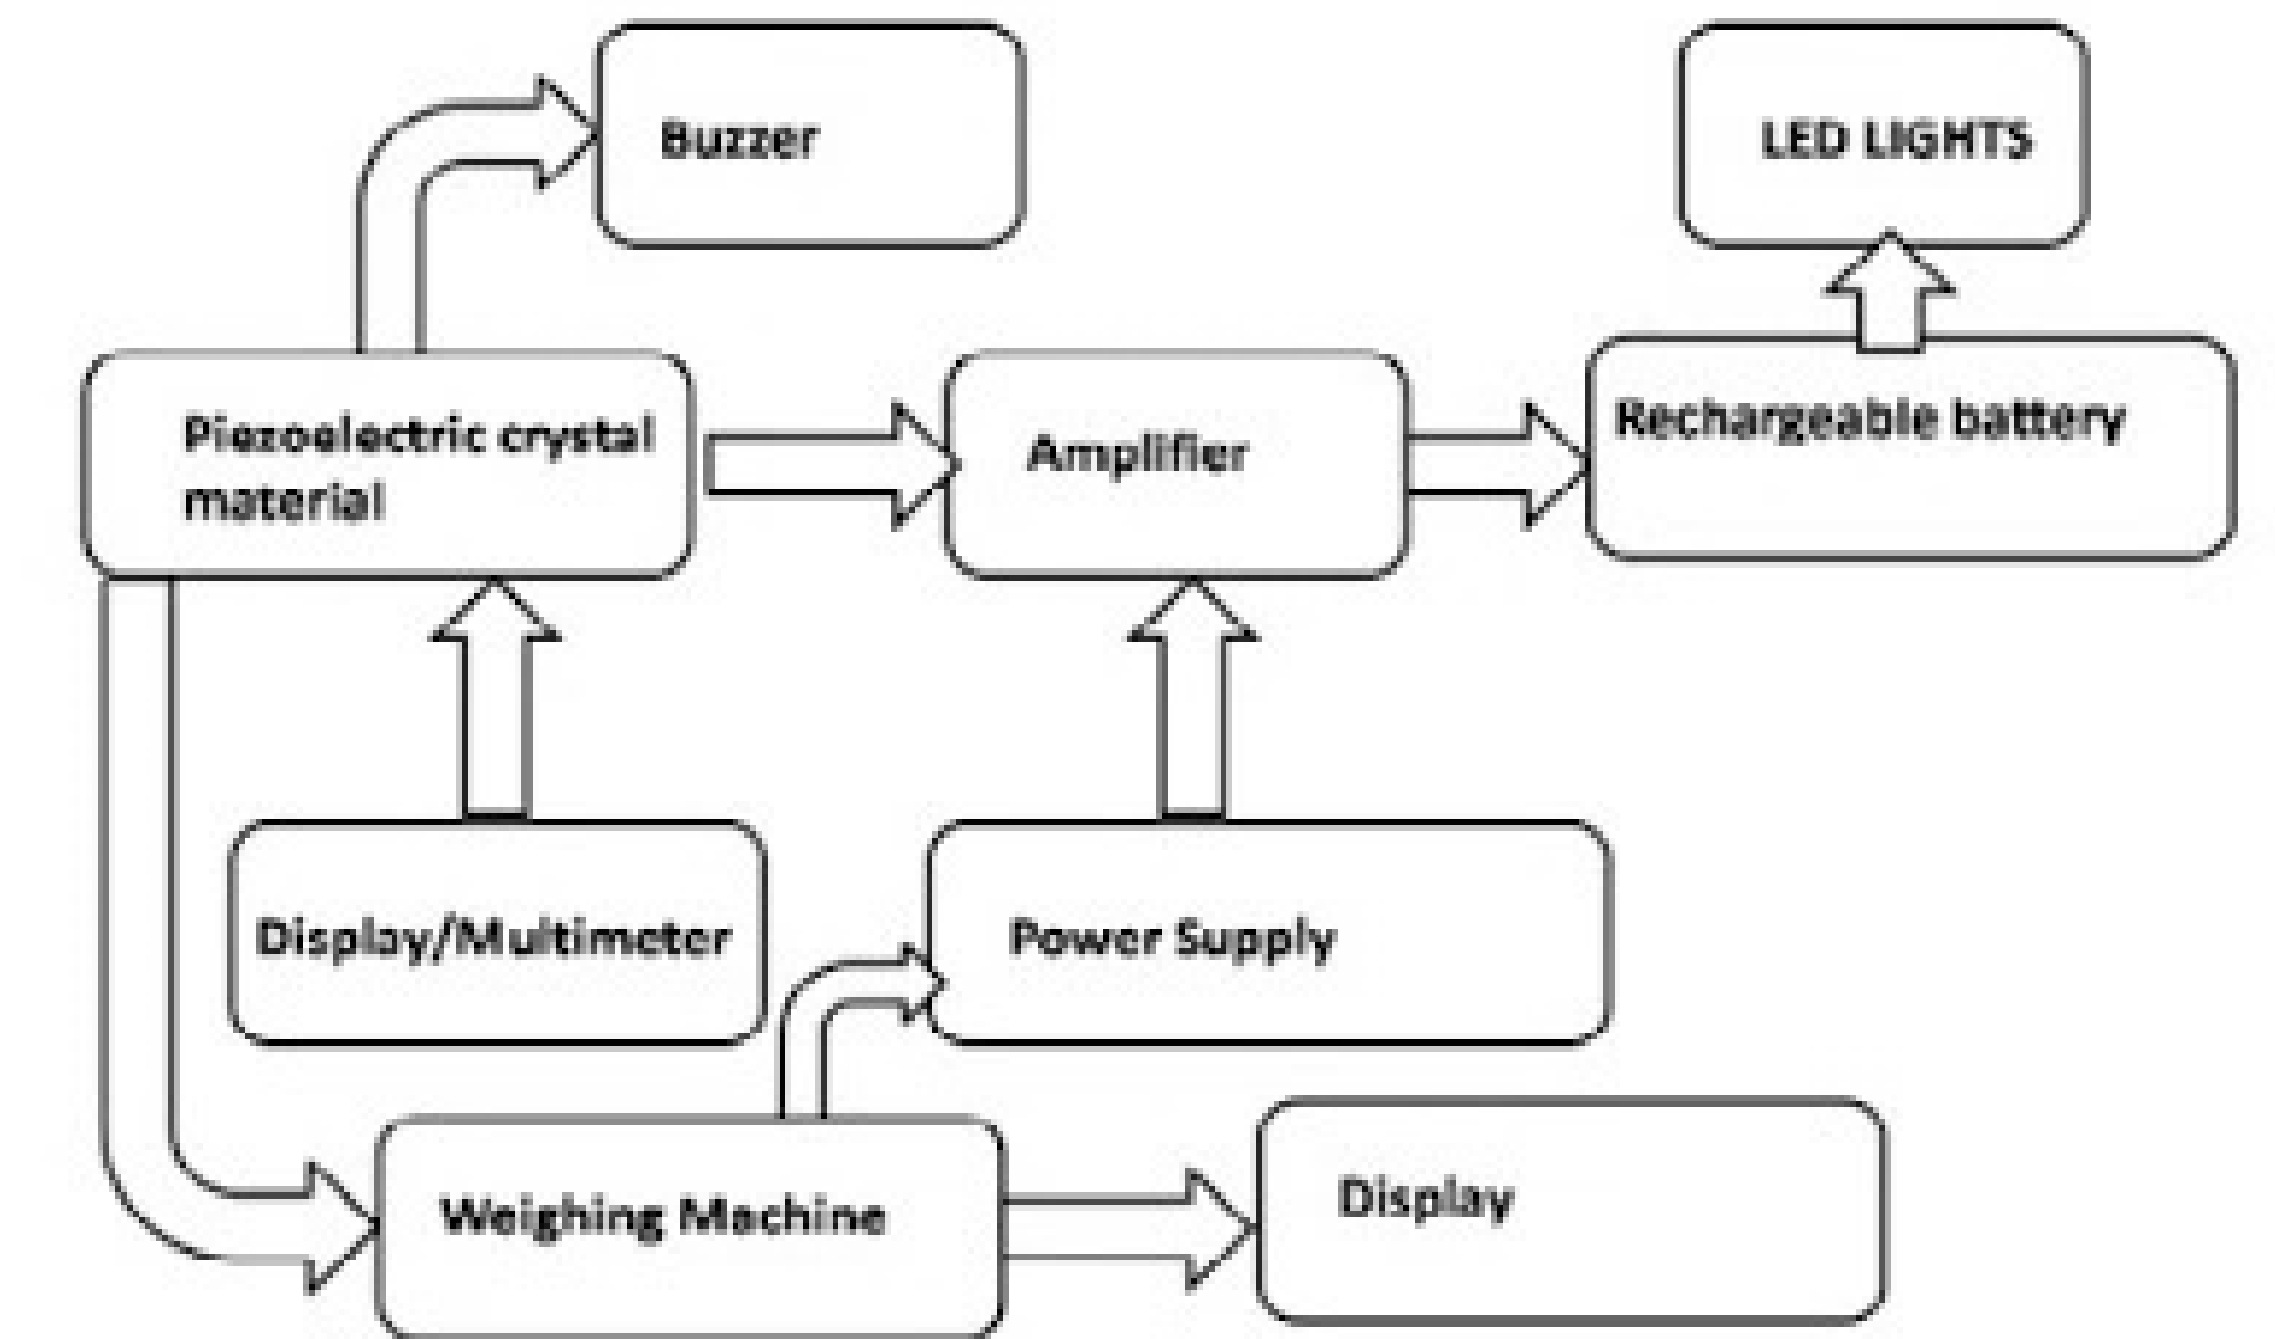 Buzzer
LED LIGHTS
Piezoelectric crystal
material
Amplifier
Rechargeable battery
Display/Multimeter
Power Supply
Weighing Machine
Display